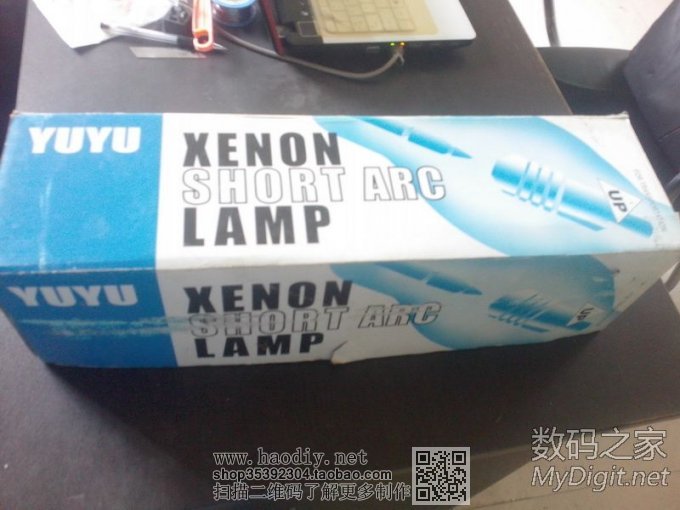 YUYU
XENON
SHORT ARC
LAMP
UP
YUYU
XENON
SHORT ARC
LAMP
UP
www.haodiy.net
shop35392304.taobao.com
扫描二维码了解更多制作
数码之家
MyDigit.net